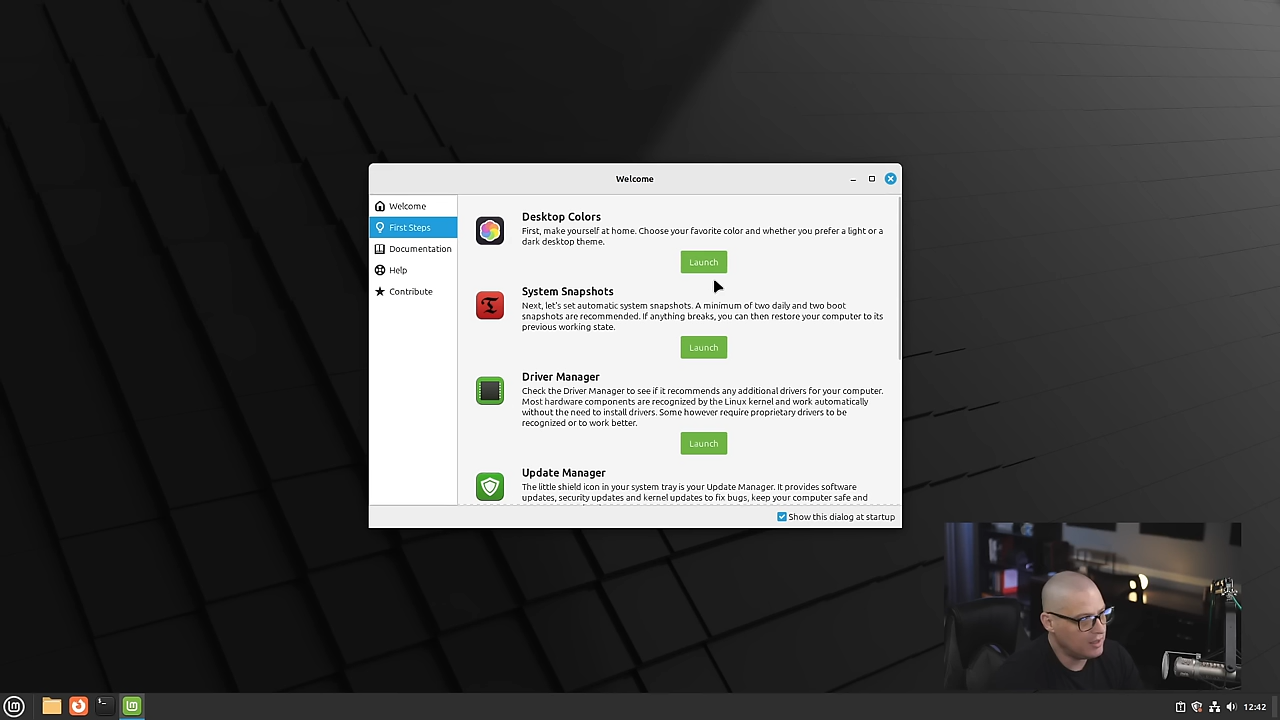 Welcome
Welcome
First Steps
Documentation
Help
Contribute
Desktop Colors
First, make yourself at home. Choose your favorite color and whether you prefer a light or a
dark desktop theme.
Launch
System Snapshots
Next, let's set automatic system snapshots. A minimum of two daily and two boot
snapshots are recommended. If anything breaks, you can then restore your computer to its
previous working state.
Launch
Driver Manager
Check the Driver Manager to see if it recommends any additional drivers for your computer.
Most hardware components are recognized by the Linux kernel and work automatically
without the need to install drivers. Some however require proprietary drivers to be
recognized or to work better.
Launch
Update Manager
The little shield icon in your system tray is your Update Manager. It provides software
updates, security updates and kernel updates to fix bugs, keep your computer safe and
Show this dialog at startup
12:42